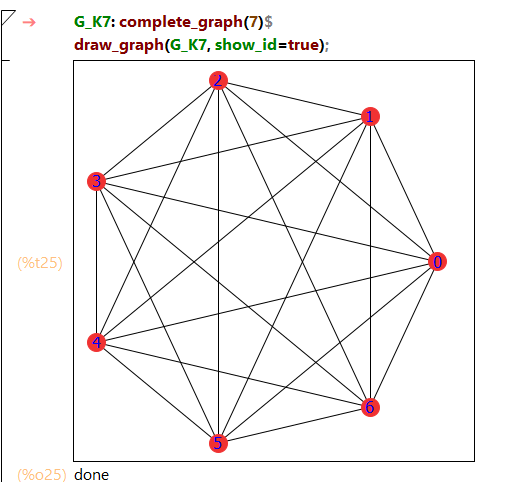 G_K7: complete_graph(7)$
draw_graph(G_K7, show_id=true);
2
1
3
(%t25)
0
4
6
5
(%o25) done